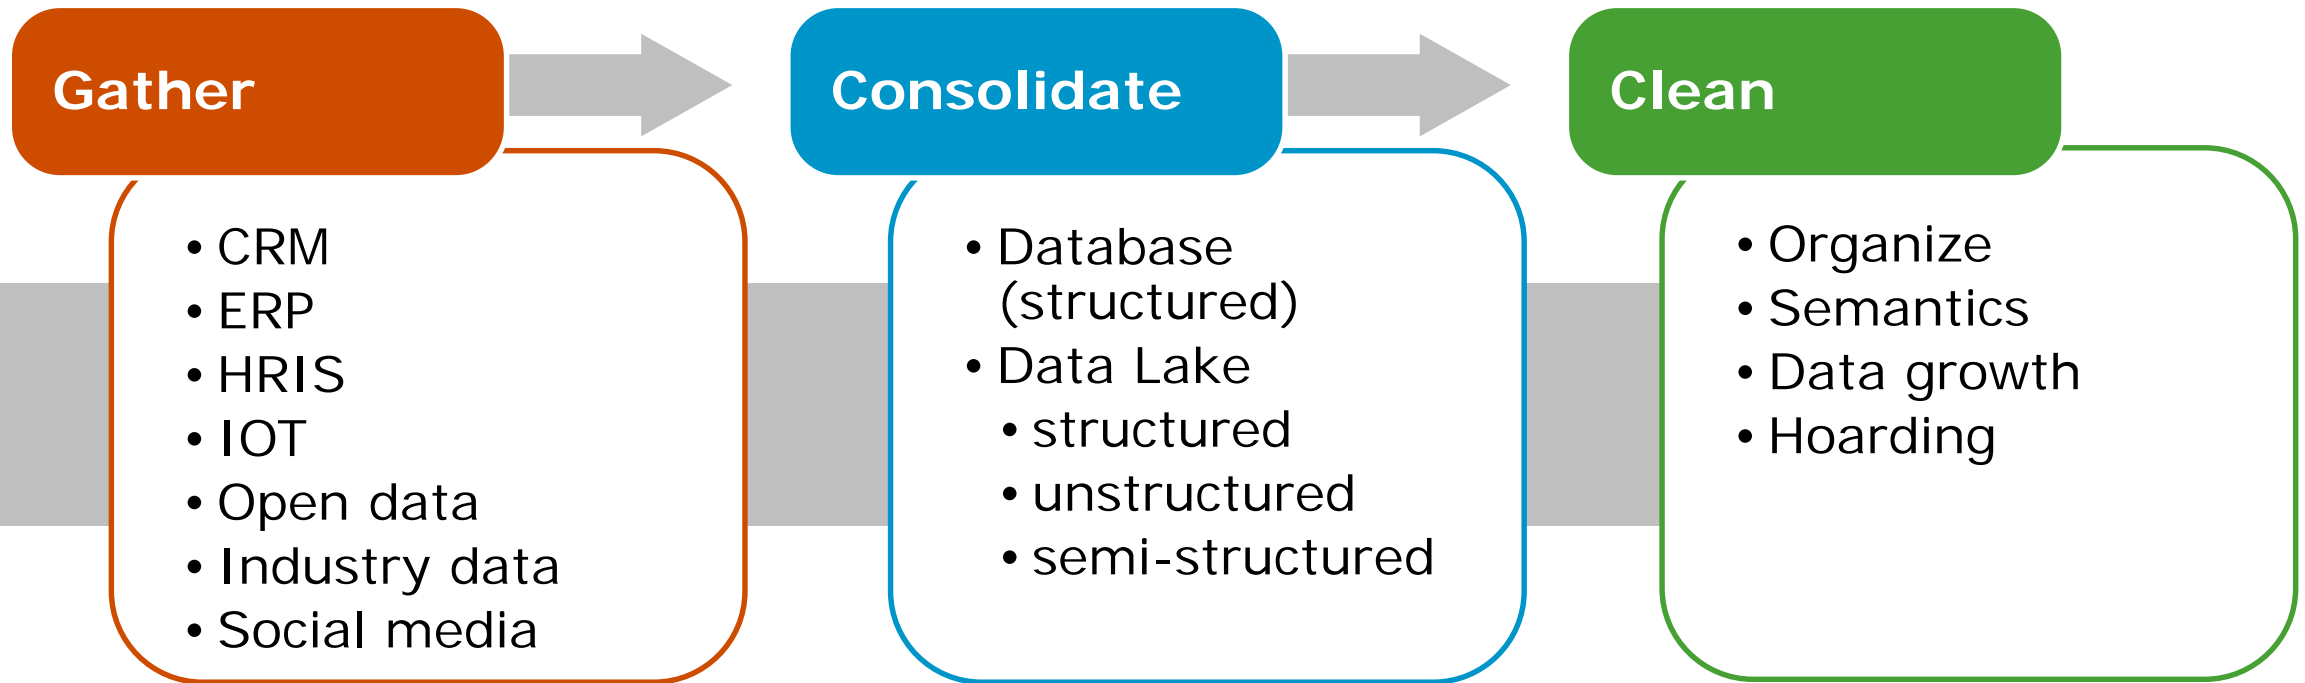 Gather
• CRM
• ERP
• HRIS
• IOT
• Open data
• Industry data
• Social media
Consolidate
• Database
(structured)
• Data Lake
• structured
• unstructured
• semi-structured
Clean
• Organize
• Semantics
• Data growth
• Hoarding